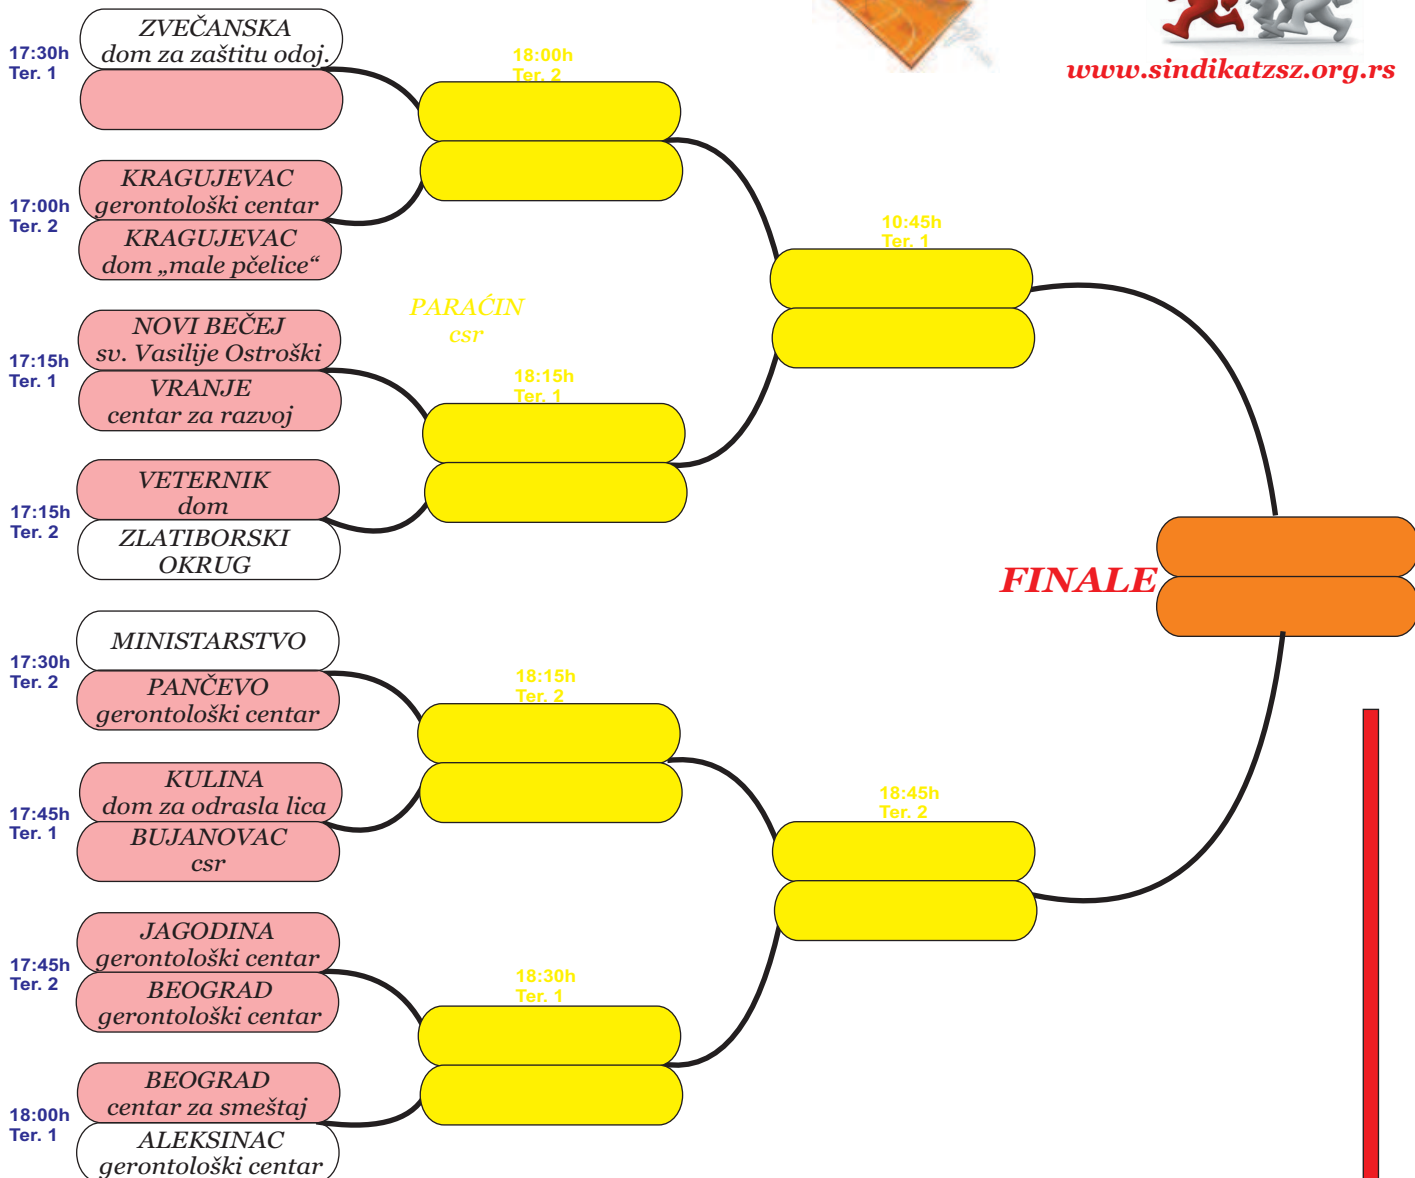 www.sindikatzsz.org.rs
17:30h
Ter. 1
ZVEČANSKA
dom za zaštitu odoj.
17:00h
Ter. 2
KRAGUJEVAC
gerontološki centar
KRAGUJEVAC
dom „male pčelice“
17:15h
Ter. 1
NOVI BEČEJ
sv. Vasilije Ostroški
VRANJE
centar za razvoj
17:15h
Ter. 2
VETERNIK
dom
ZLATIBORSKI
OKRUG
17:30h
Ter. 2
MINISTARSTVO
PANČEVO
gerontološki centar
17:45h
Ter. 1
KULINA
dom za odrasla lica
BUJANOVAC
csr
17:45h
Ter. 2
JAGODINA
gerontološki centar
BEOGRAD
gerontološki centar
18:00h
Ter. 1
BEOGRAD
centar za smeštaj
ALEKSINAC
gerontološki centar
18:00h
Ter. 2
PARAĆIN
csr
18:15h
Ter. 1
18:15h
Ter. 2
18:30h
Ter. 1
10:45h
Ter. 1
18:45h
Ter. 2
FINALE